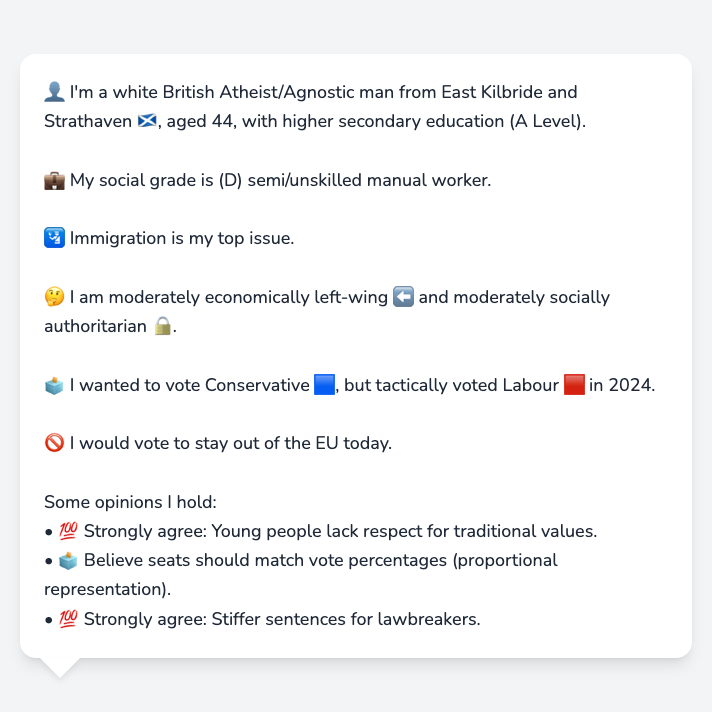 👤 I'm a white British Atheist/Agnostic man from East Kilbride and
Strathaven 🏴󠁧󠁢󠁳󠁣󠁴󠁿, aged 44, with higher secondary education (A Level).
💼 My social grade is (D) semi/unskilled manual worker.
🛂 Immigration is my top issue.
🤔 I am moderately economically left-wing ⬅️ and moderately socially
authoritarian 🔒.
🗳️ I wanted to vote Conservative 🟦, but tactically voted Labour 🟥 in 2024.
🚫 I would vote to stay out of the EU today.
Some opinions I hold:
• 💯 Strongly agree: Young people lack respect for traditional values.
• 🗳️ Believe seats should match vote percentages (proportional
representation).
• 💯 Strongly agree: Stiffer sentences for lawbreakers.